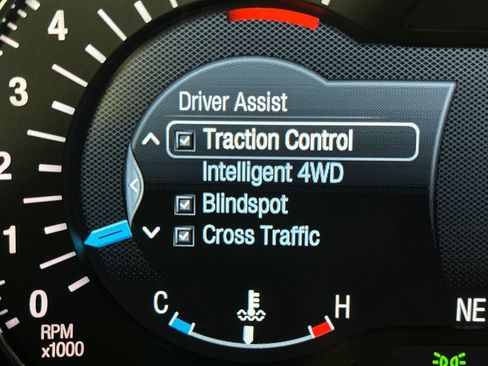 4
3
2
1
0
RPM
x1000
Driver Assist
Traction Control
Intelligent 4WD
Blindspot
Cross Traffic
C
H
NE